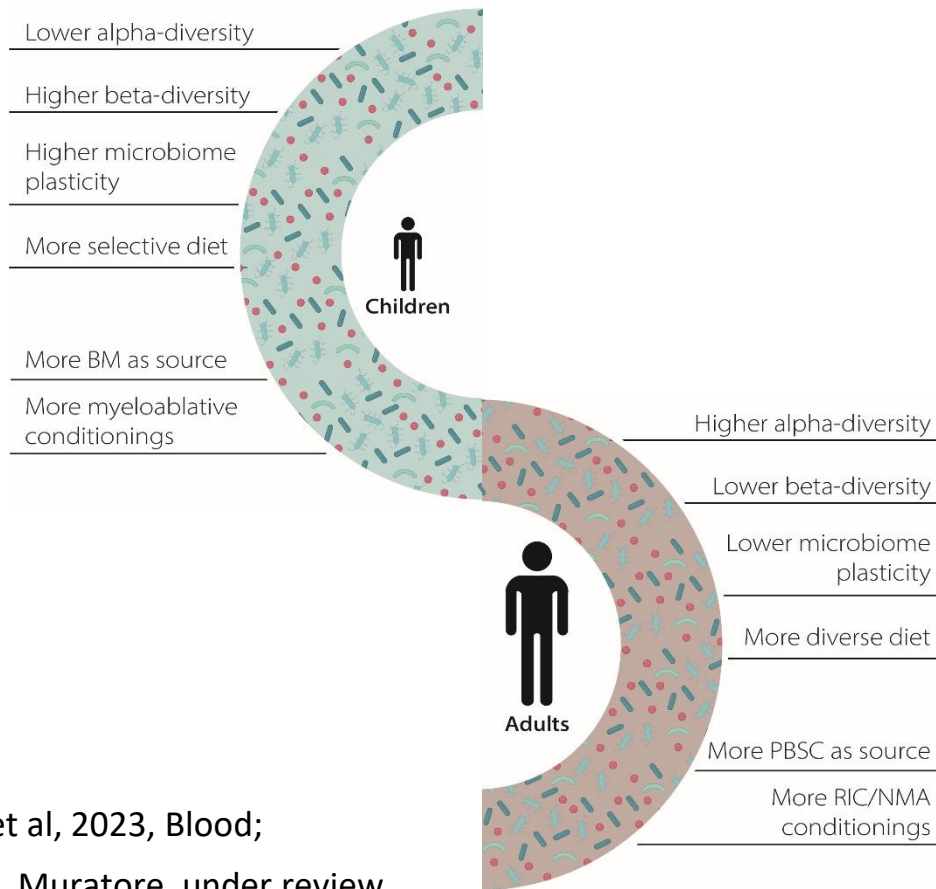 Lower alpha-diversity
Higher beta-diversity
Higher microbiome
plasticity
More selective diet
Children
More BM as source
More myeloablative
conditionings
Higher alpha-diversity
Lower beta-diversity
Lower microbiome
plasticity
More diverse diet
Adults
More PBSC as source
More RIC/NMA
conditionings
et al, 2023, Blood;
Muratore, under review